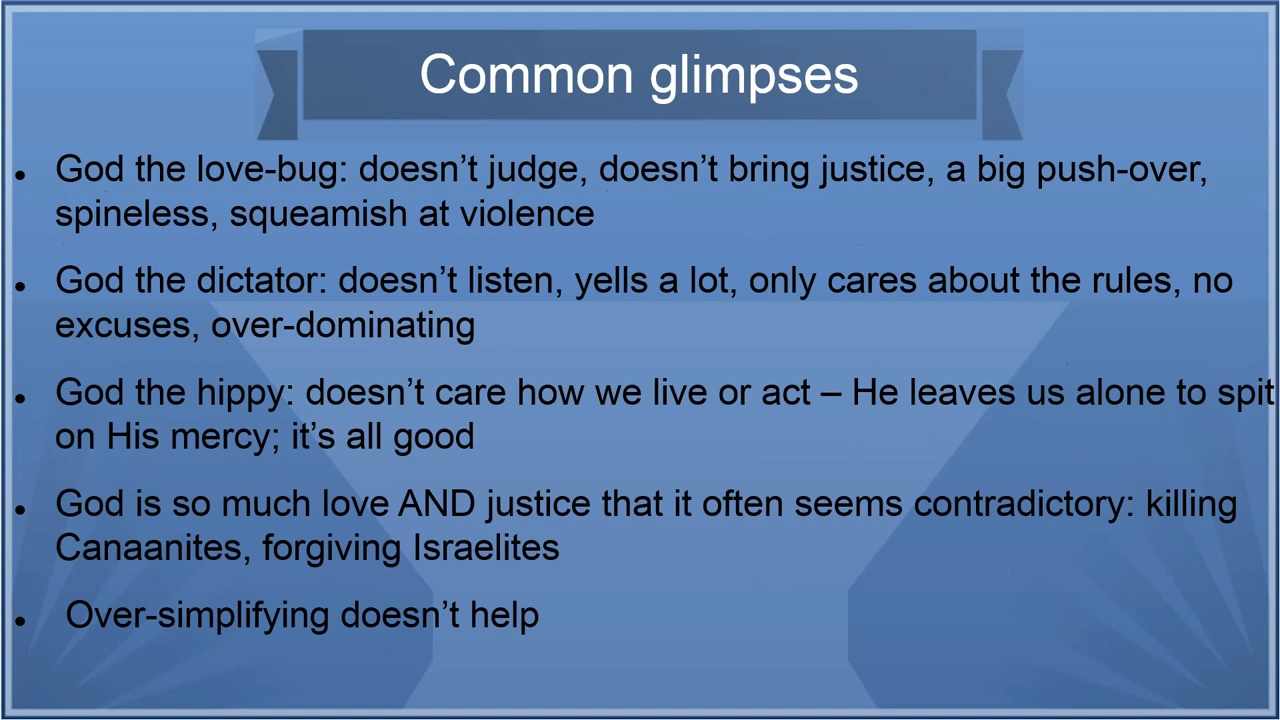 Common glimpses
● God the love-bug: doesn’t judge, doesn’t bring justice, a big push-over,
spineless, squeamish at violence
● God the dictator: doesn’t listen, yells a lot, only cares about the rules, no
excuses, over-dominating
● God the hippy: doesn’t care how we live or act – He leaves us alone to spit
on His mercy; it’s all good
● God is so much love AND justice that it often seems contradictory: killing
Canaanites, forgiving Israelites
● Over-simplifying doesn’t help